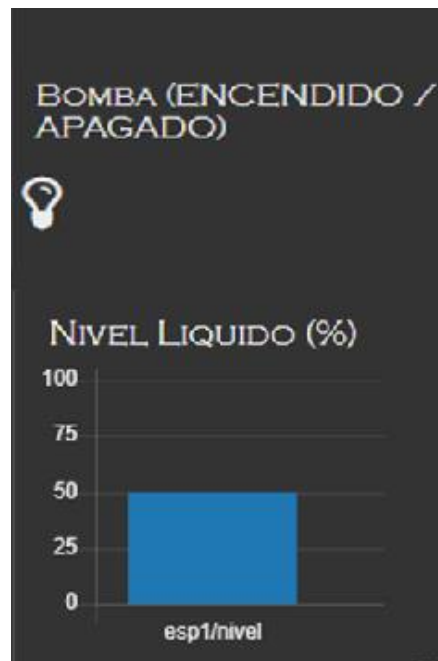 BOMBA (ENCENDIDO /
APAGADO)
NIVEL LIQUIDO (%)
100
75
50
25
0
esp1/nivel